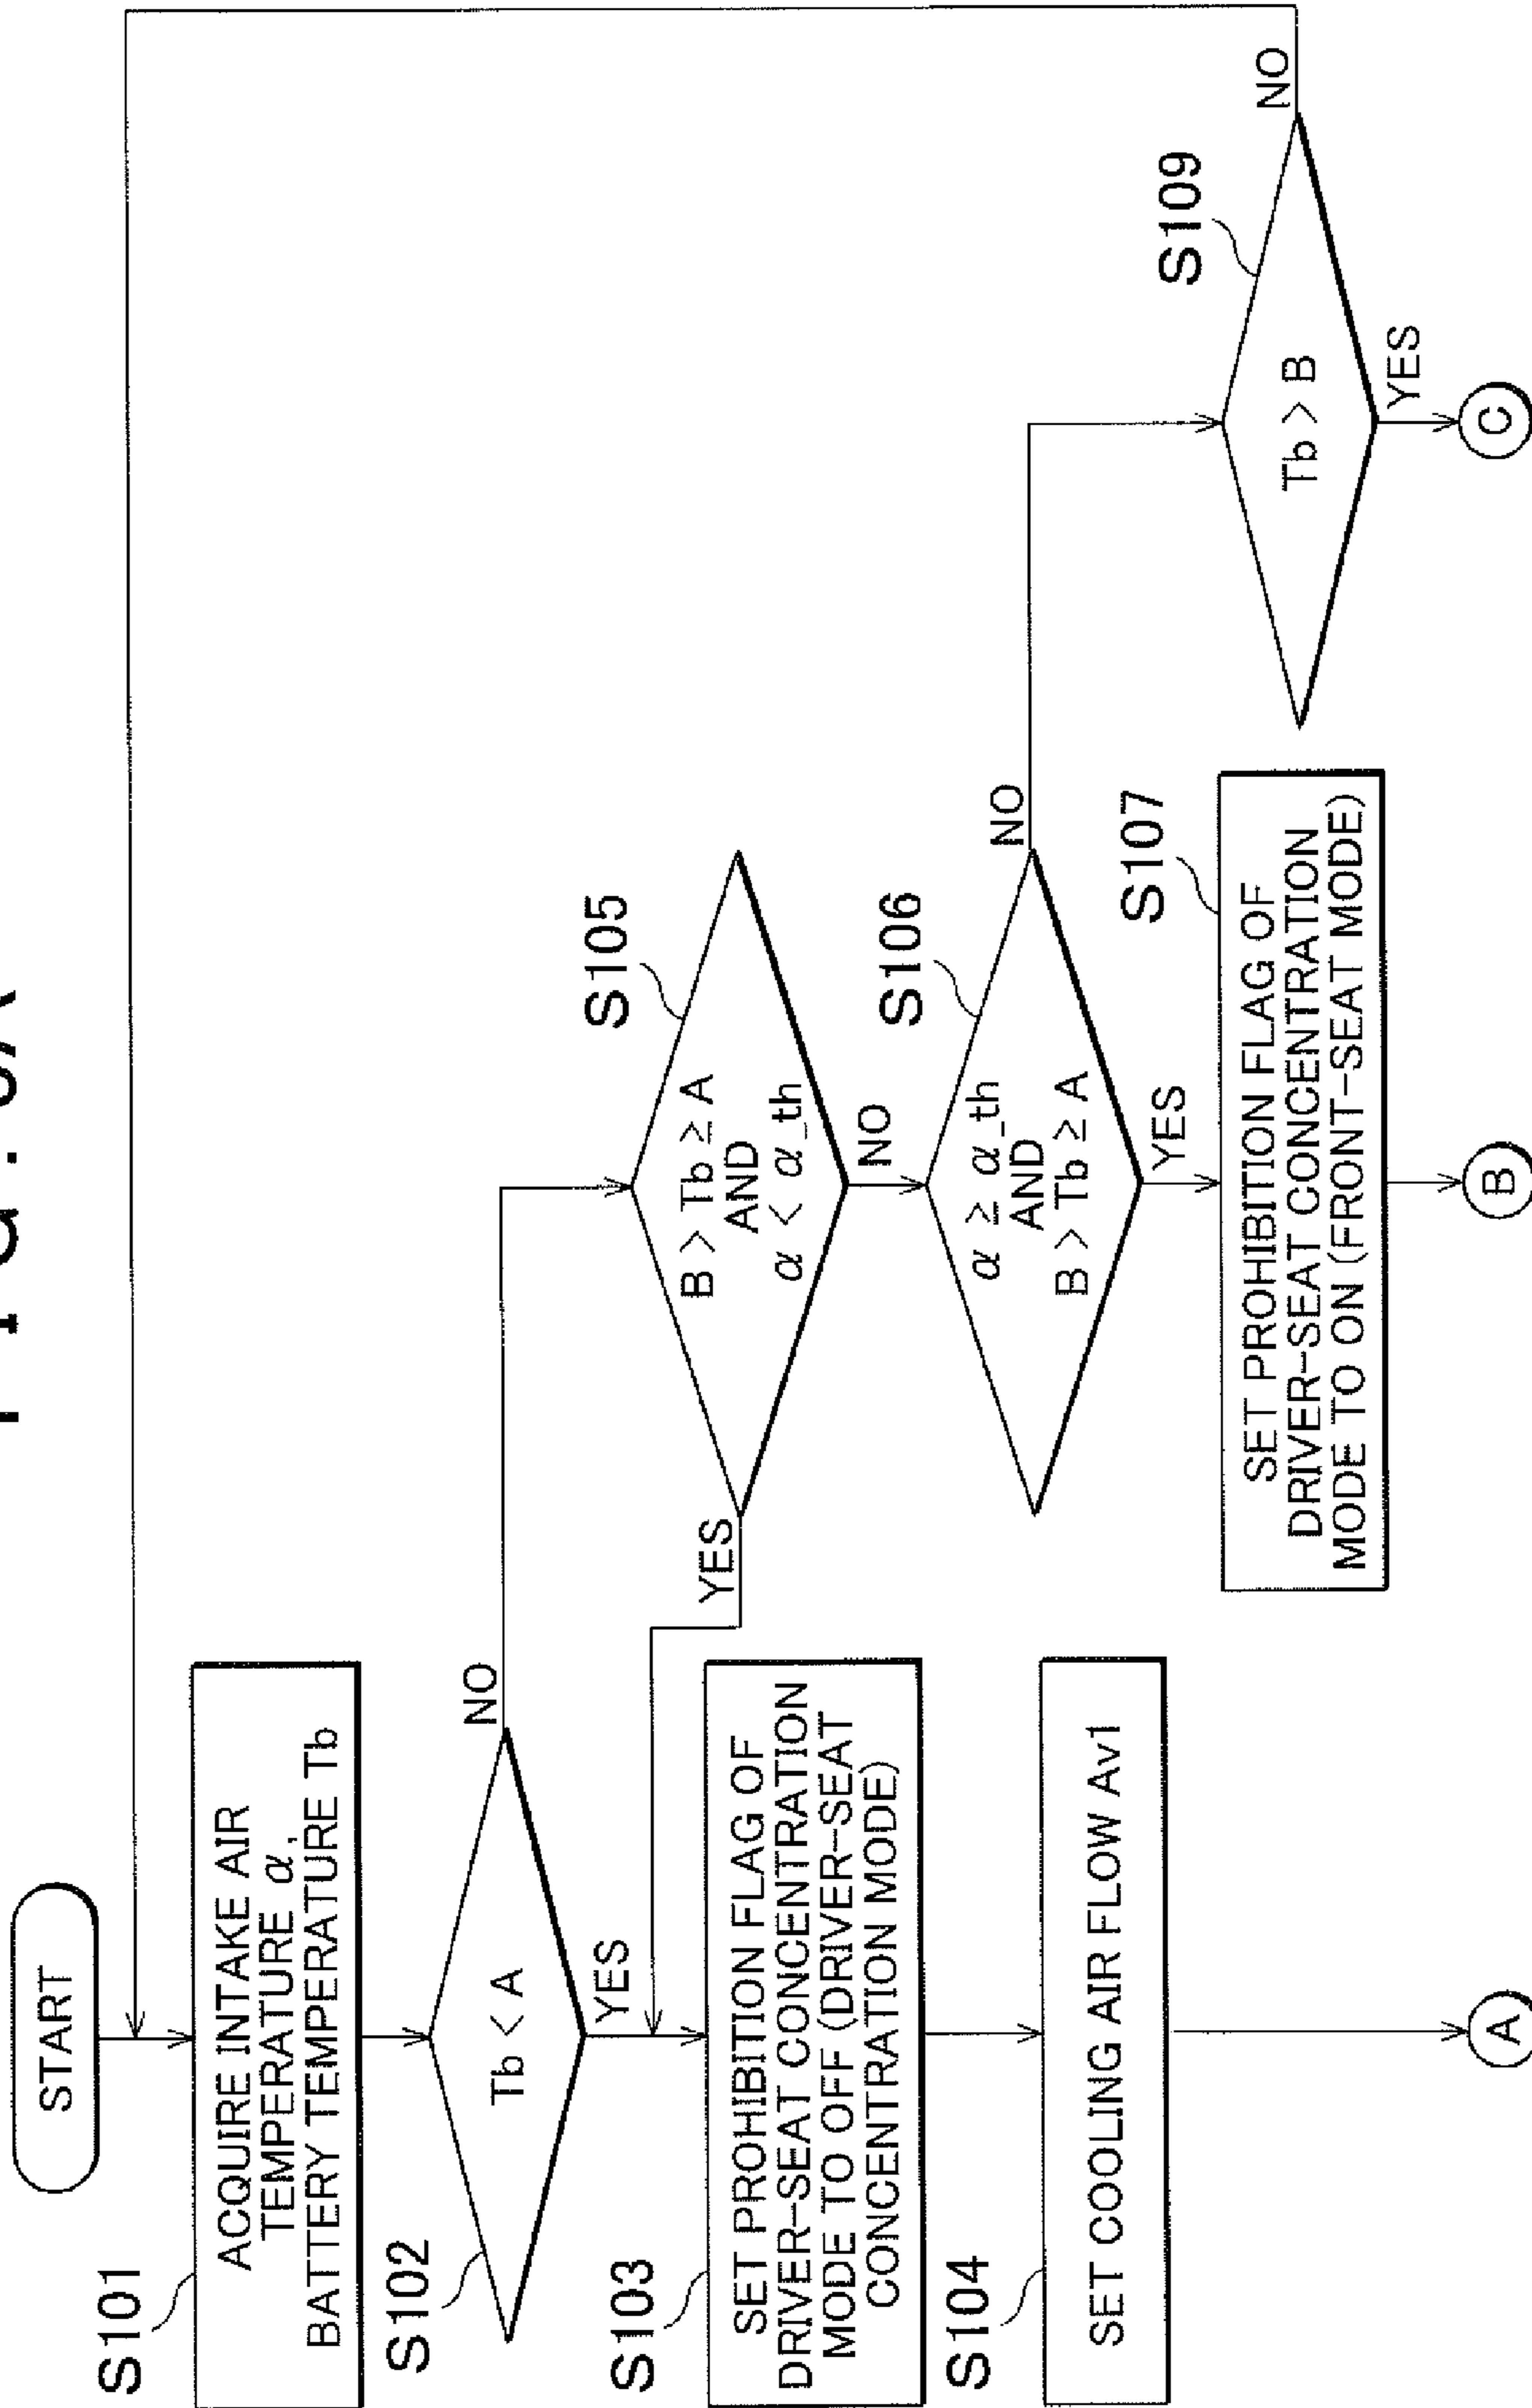 START
S101
ACQUIRE INTAKE AIR
TEMPERATURE α,
BATTERY TEMPERATURE Tb
S102
Tb < A
NO
YES
S103
SET PROHIBITION FLAG OF
DRIVER-SEAT CONCENTRATION
MODE TO OFF (DRIVER-SEAT
CONCENTRATION MODE)
S104
SET COOLING AIR FLOW Av1
A
S105
B > Tb ≥ A
AND
α < α_th
YES
NO
S106
α ≥ α_th
AND
B > Tb ≥ A
NO
YES
S107
SET PROHIBITION FLAG OF
DRIVER-SEAT CONCENTRATION
MODE TO ON (FRONT-SEAT MODE)
B
S109
Tb > B
NO
YES
C